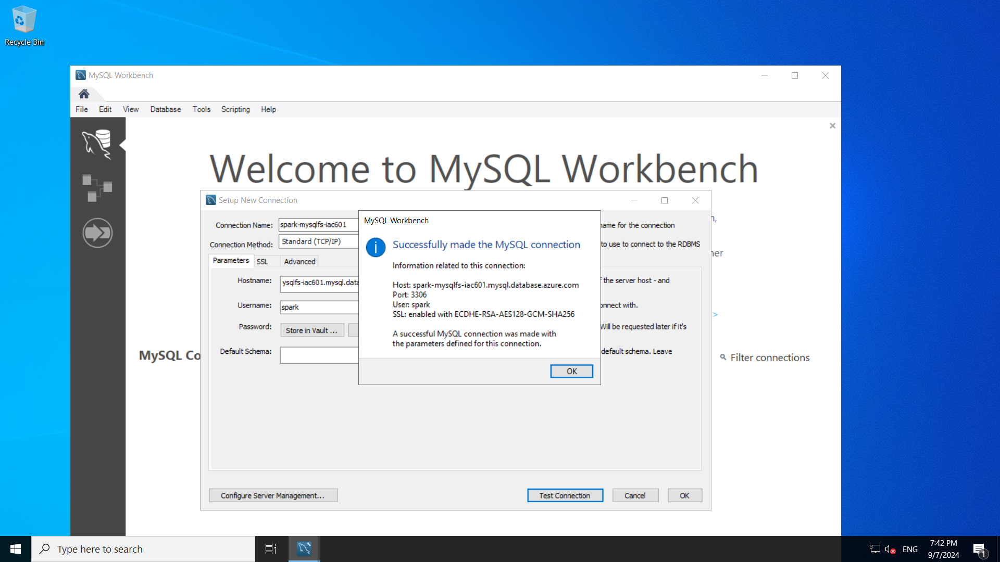 Recycle Bin
MySQL Workbench
File Edit View Database Tools Scripting Help
Welcome to MySQL Workbench
Setup New Connection
Connection Name: spark-mysqlfs-iac601
name for the connection
Connection Method: Standard (TCP/IP)
to use to connect to the RDBMS
Parameters SSL Advanced
Hostname: ysqlfs-iac601.mysql.data
the server host - and
Username: spark
onnect with.
Password: Store in Vault ...
Will be requested later if it's
Default Schema:
default schema. Leave
MySQL Workbench
Successfully made the MySQL connection
Information related to this connection:
Host: spark-mysqlfs-iac601.mysql.database.azure.com
Port: 3306
User: spark
SSL: enabled with ECDHE-RSA-AES128-GCM-SHA256
A successful MySQL connection was made with
the parameters defined for this connection.
OK
MySQL Co
Filter connections
Configure Server Management...
Test Connection Cancel OK
Type here to search
ENG
7:42 PM
9/7/2024
1